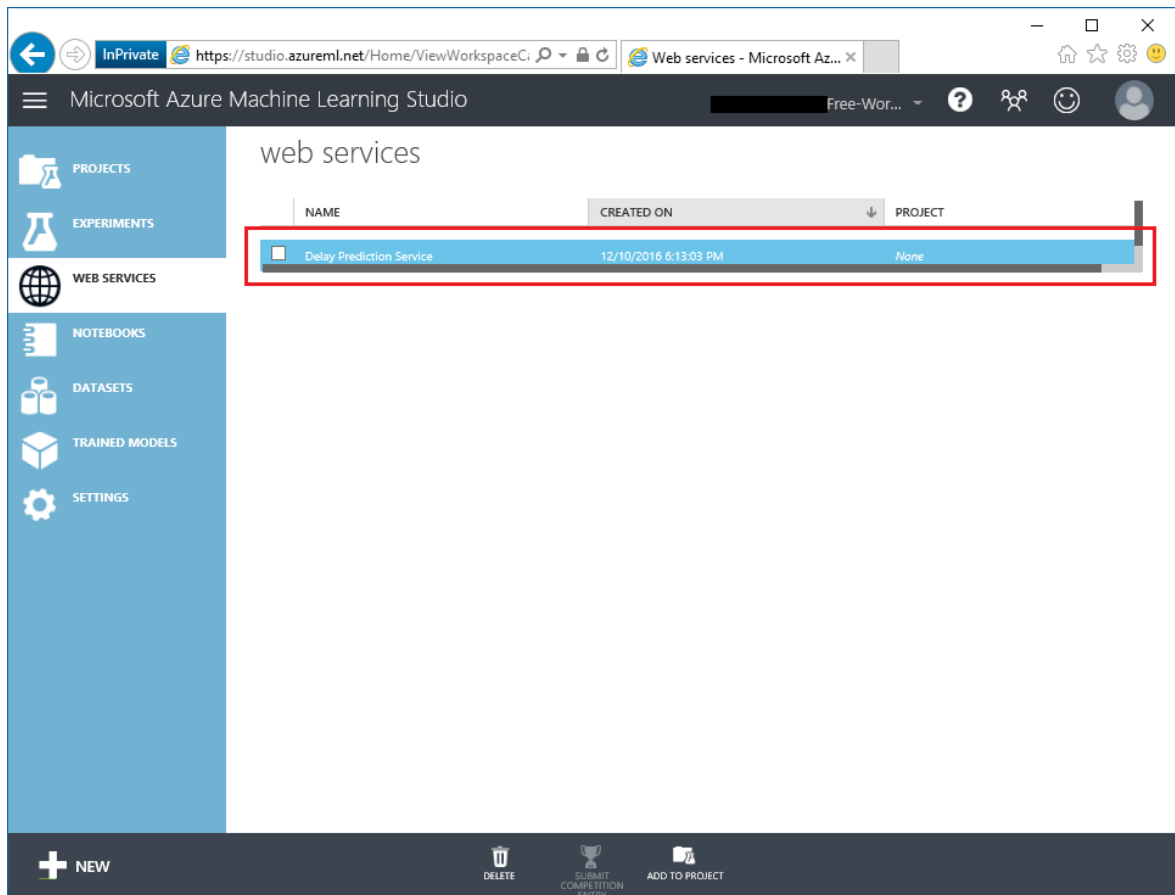 InPrivate https://studio.azureml.net/Home/ViewWorkspaceCa Web services - Microsoft Az...
Microsoft Azure Machine Learning Studio Free-Wor... ?
PROJECTS
EXPERIMENTS
WEB SERVICES
NOTEBOOKS
DATASETS
TRAINED MODELS
SETTINGS
web services
NAME CREATED ON PROJECT
Delay Prediction Service 12/10/2016 6:13:03 PM None
NEW
DELETE
SUBMIT
COMPETITION
ENTRY
ADD TO PROJECT